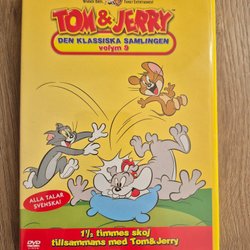 TOM & JERRY
DEN KLASSISKA SAMLINGEN
volym 9
ALLA TALAR
SVENSKA!
1½ timmes skoj
tillsammans med Tom&Jerry
DVD